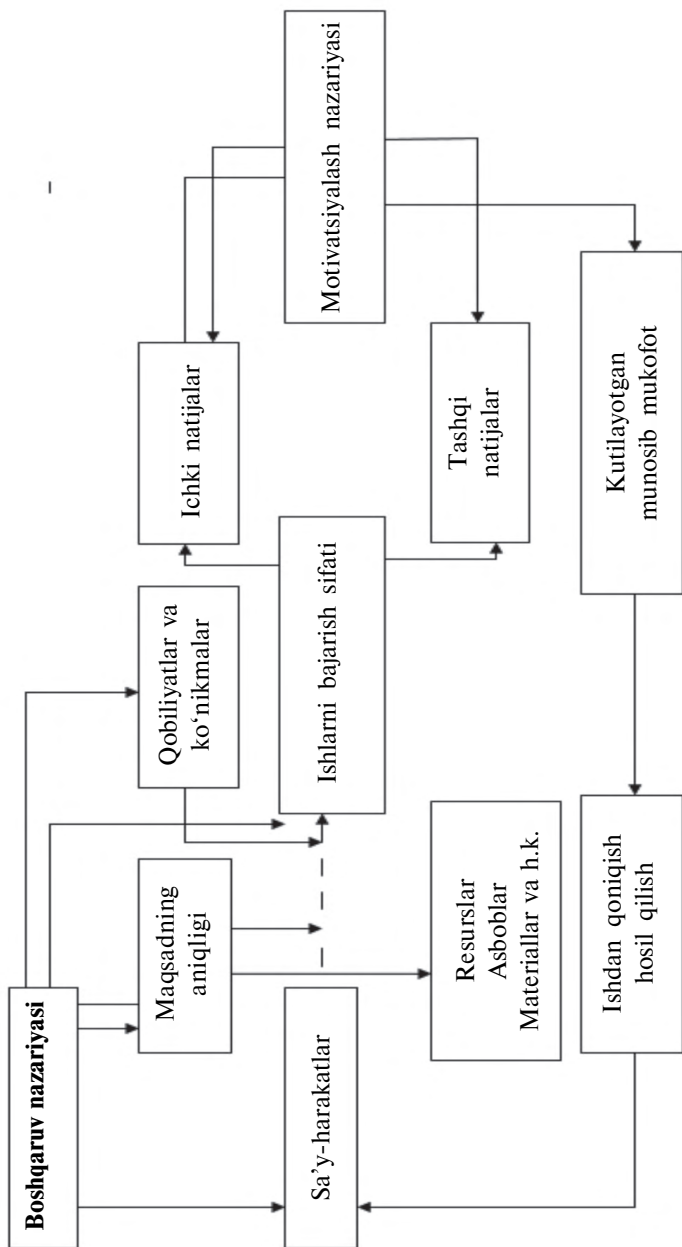 Boshqaruv nazariyasi
Maqsadning
aniqligi
Qobiliyatlar va
ko‘nikmalar
Ichki natijalar
Motivatsiyalash nazariyasi
Sa’y-harakatlar
Ishlarni bajarish sifati
Resurslar
Asboblar
Materiallar va h.k.
Tashqi
natijalar
Ishdan qoniqish
hosil qilish
Kutilayotgan
munosib mukofot